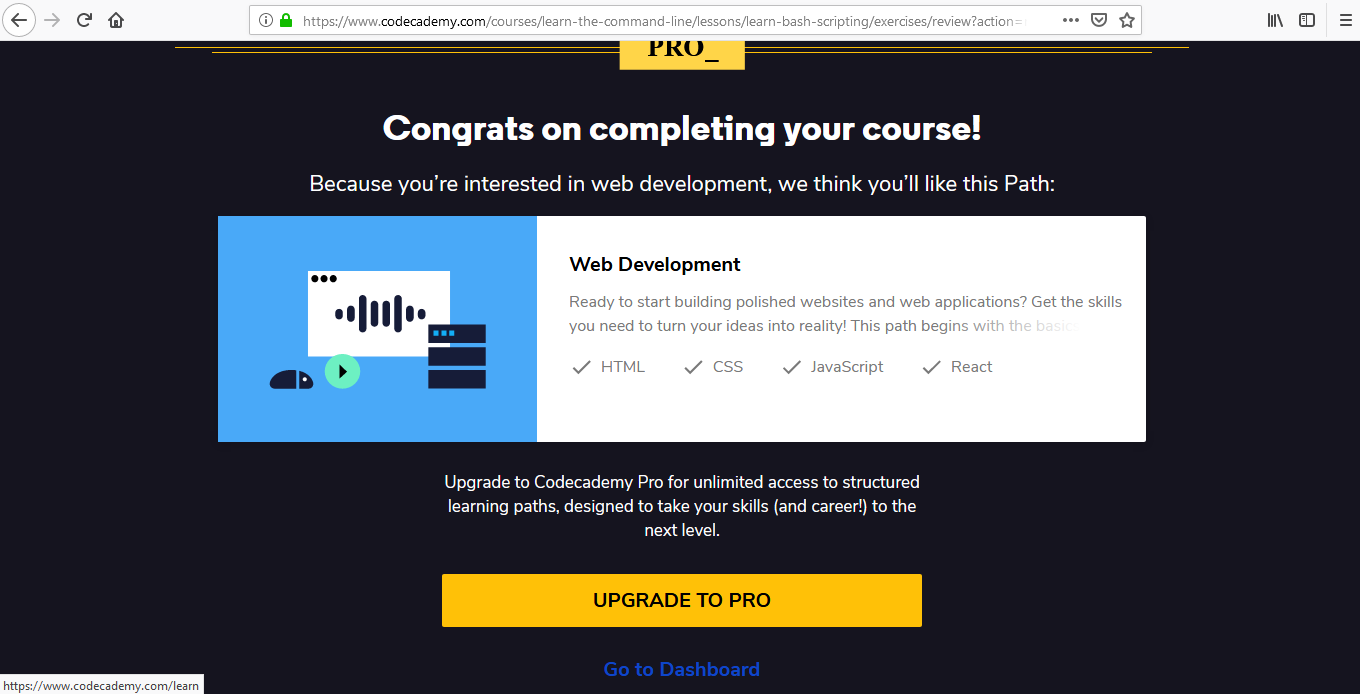 https://www.codecademy.com/courses/learn-the-command-line/lessons/learn-bash-scripting/exercises/review?action=
PRO_
Congrats on completing your course!
Because you’re interested in web development, we think you’ll like this Path:
Web Development
Ready to start building polished websites and web applications? Get the skills
you need to turn your ideas into reality! This path begins with the basics
HTML CSS JavaScript React
Upgrade to Codecademy Pro for unlimited access to structured
learning paths, designed to take your skills (and career!) to the
next level.
UPGRADE TO PRO
Go to Dashboard
https://www.codecademy.com/learn